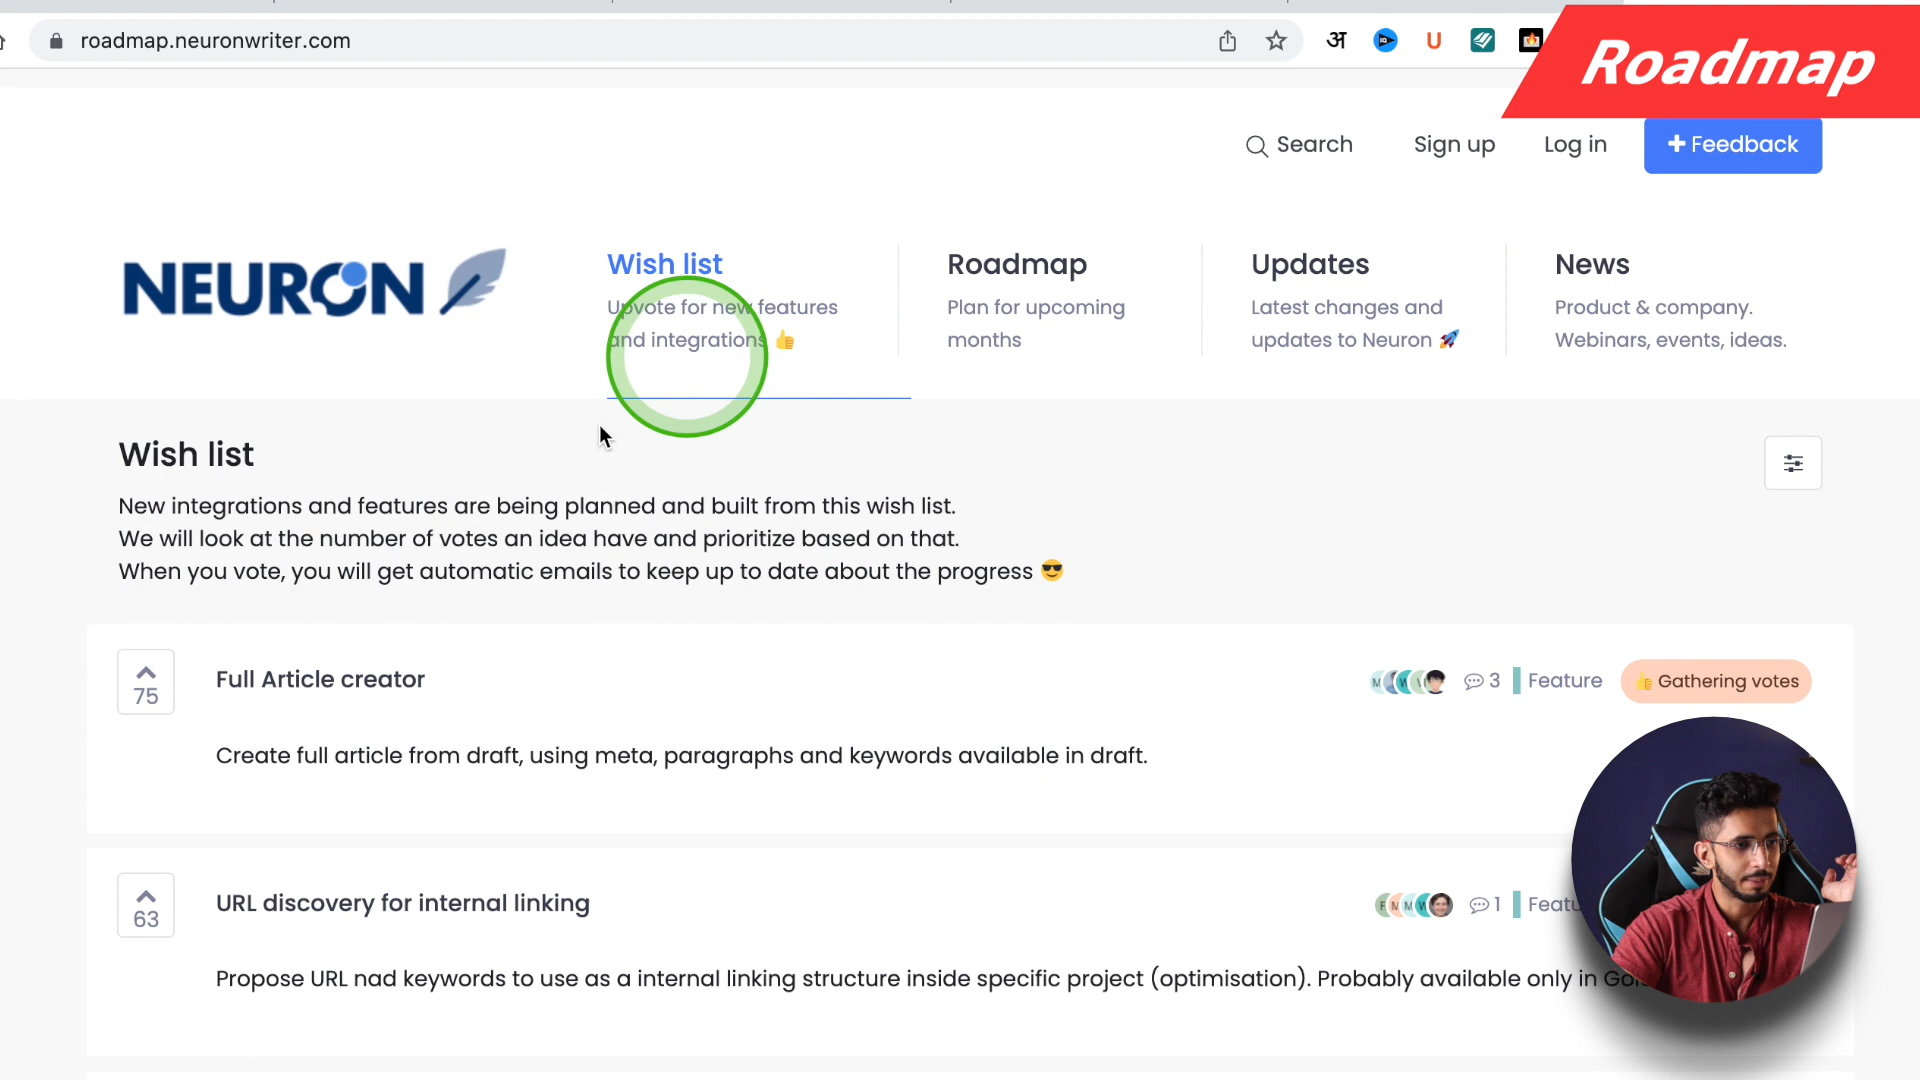 roadmap.neuronwriter.com
अ
U
Roadmap
Search
Sign up
Log in
+ Feedback
NEURON
Wish list
Upvote for new features
and integrations 👍
Roadmap
Plan for upcoming
months
Updates
Latest changes and
updates to Neuron 🚀
News
Product & company.
Webinars, events, ideas.
Wish list
New integrations and features are being planned and built from this wish list.
We will look at the number of votes an idea have and prioritize based on that.
When you vote, you will get automatic emails to keep up to date about the progress 😎
75
Full Article creator
3
Feature
👍 Gathering votes
Create full article from draft, using meta, paragraphs and keywords available in draft.
63
URL discovery for internal linking
1
Featu
Propose URL nad keywords to use as a internal linking structure inside specific project (optimisation). Probably available only in